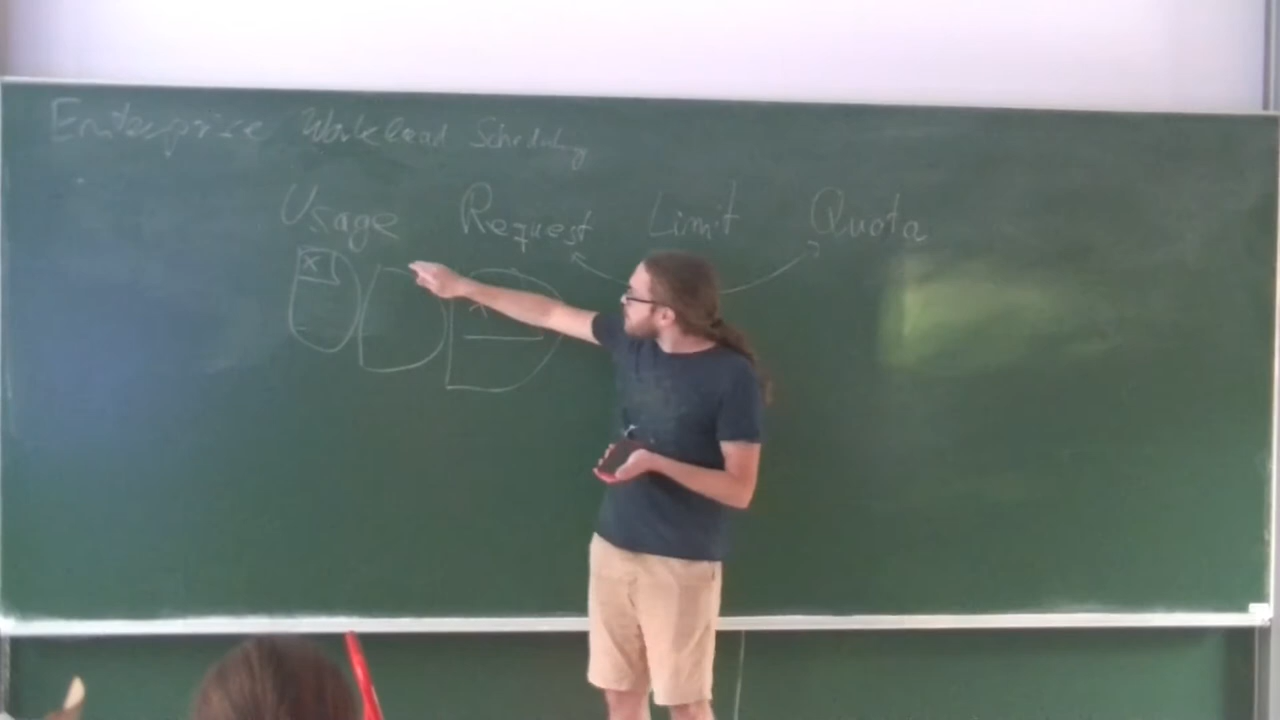 Enterprise Workload Scheduling
Usage Request Limit Quota
x
x